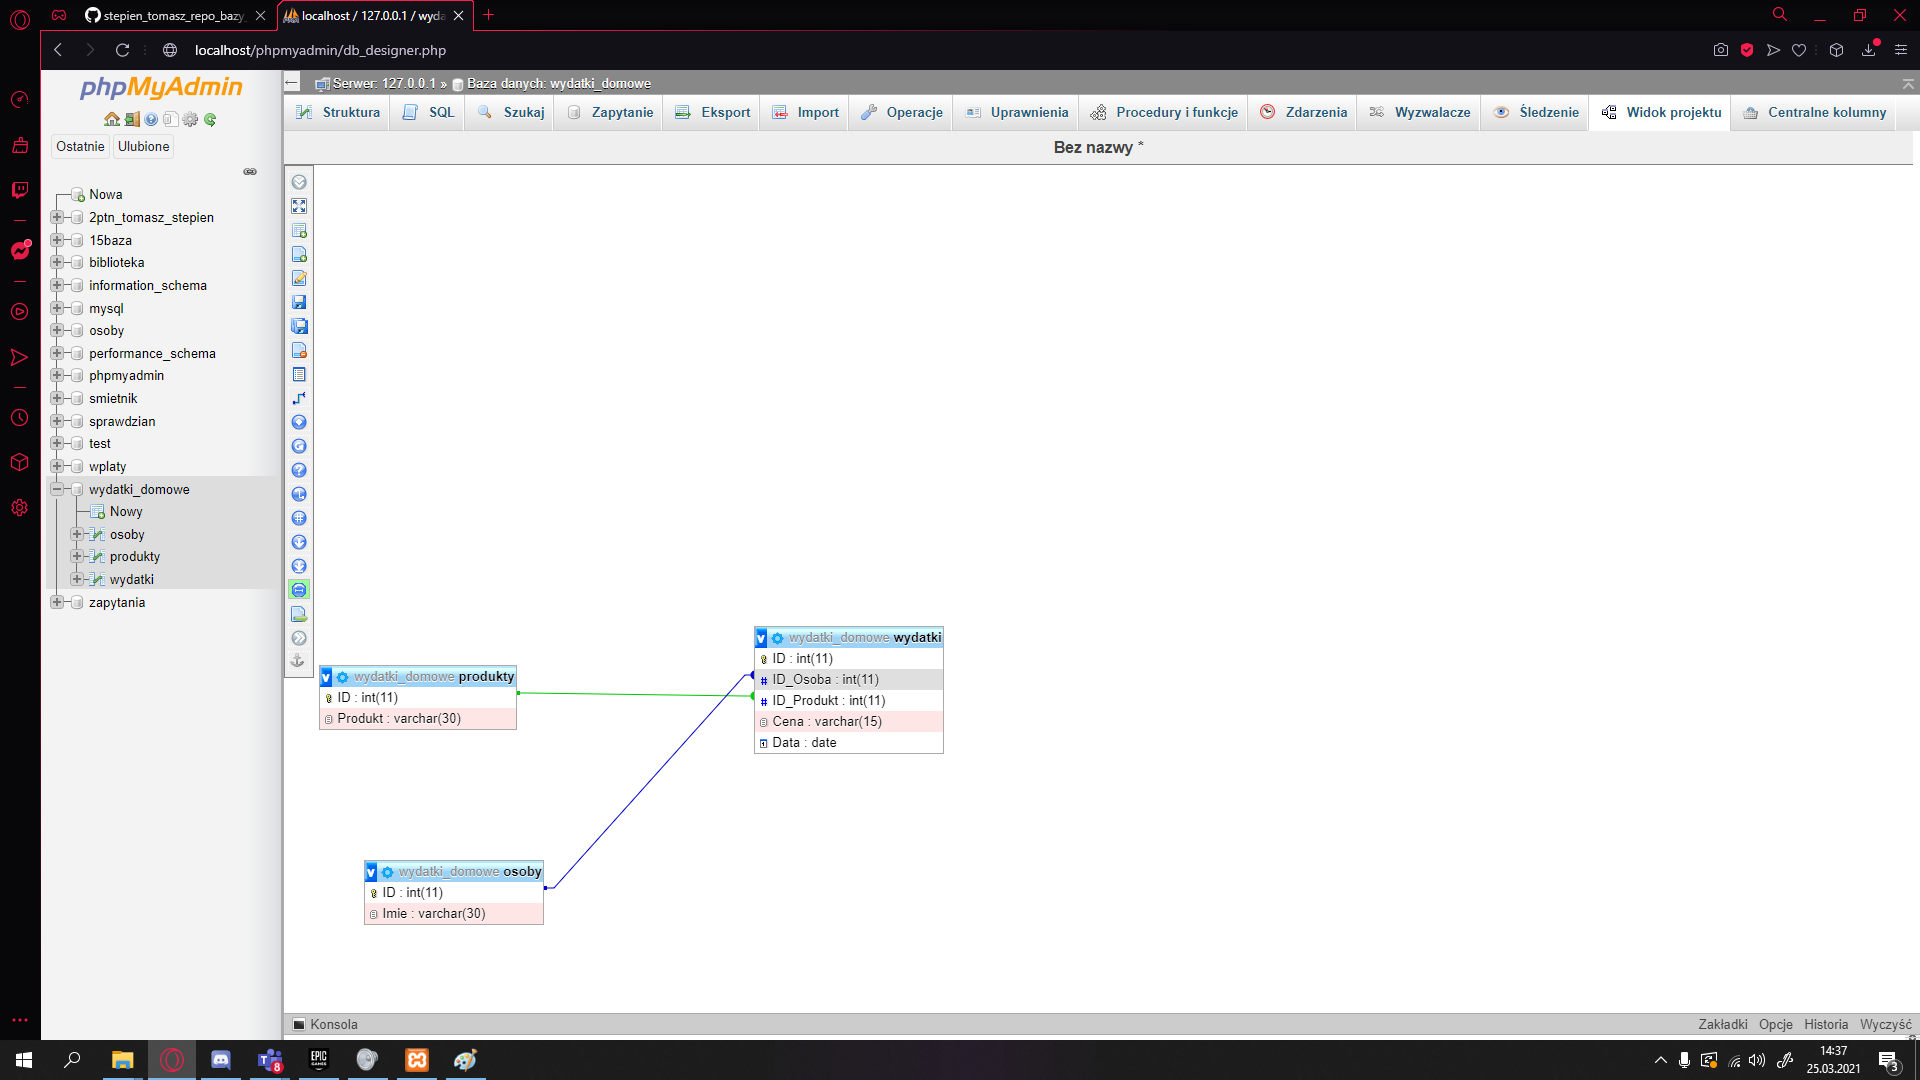 stepien_tomasz_repo_bazy
localhost / 127.0.0.1 / wyda
localhost/phpmyadmin/db_designer.php
phpMyAdmin
Ostatnie
Ulubione
Nowa
2ptn_tomasz_stepien
15baza
biblioteka
information_schema
mysql
osoby
performance_schema
phpmyadmin
smietnik
sprawdzian
test
wplaty
wydatki_domowe
Nowy
osoby
produkty
wydatki
zapytania
Serwer: 127.0.0.1 » Baza danych: wydatki_domowe
Struktura
SQL
Szukaj
Zapytanie
Eksport
Import
Operacje
Uprawnienia
Procedury i funkcje
Zdarzenia
Wyzwalacze
Śledzenie
Widok projektu
Centralne kolumny
Bez nazwy *
v wydatki_domowe wydatki
ID : int(11)
# ID_Osoba : int(11)
# ID_Produkt : int(11)
Cena : varchar(15)
Data : date
v wydatki_domowe produkty
ID : int(11)
Produkt : varchar(30)
v wydatki_domowe osoby
ID : int(11)
Imie : varchar(30)
Konsola
Zakładki
Opcje
Historia
Wyczyść
8
EPIC
GAMES
14:37
25.03.2021
3